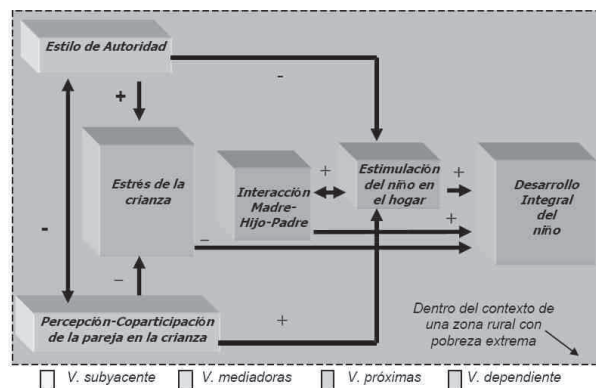 Estilo de Autoridad
-
+
Estrés de la
crianza
Interacción
Madre-
Hijo-Padre
+
Estimulación
del niño en
el hogar
+
+
Desarrollo
Integral
del
niño
-
–
–
Percepción-Coparticipación
de la pareja en la crianza
+
Dentro del contexto de
una zona rural con
pobreza extrema
V. subyacente V. mediadoras V. próximas V. dependiente